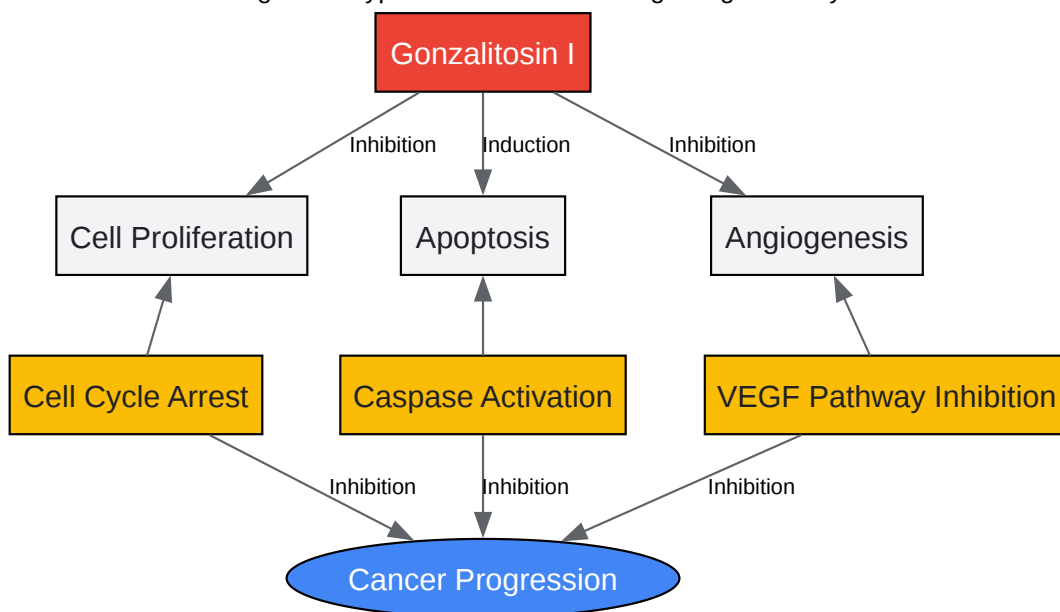 Gonzalitosin I
Inhibition
Induction
Inhibition
Cell Proliferation
Apoptosis
Angiogenesis
Cell Cycle Arrest
Caspase Activation
VEGF Pathway Inhibition
Inhibition
Inhibition
Inhibition
Cancer Progression